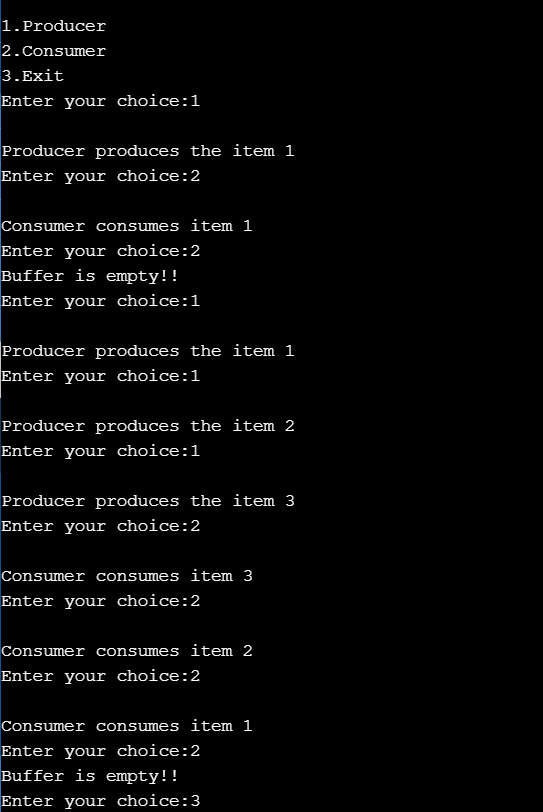 1.Producer
2.Consumer
3.Exit
Enter your choice:1
Producer produces the item 1
Enter your choice:2
Consumer consumes item 1
Enter your choice:2
Buffer is empty!!
Enter your choice:1
Producer produces the item 1
Enter your choice:1
Producer produces the item 2
Enter your choice:1
Producer produces the item 3
Enter your choice:2
Consumer consumes item 3
Enter your choice:2
Consumer consumes item 2
Enter your choice:2
Consumer consumes item 1
Enter your choice:2
Buffer is empty!!
Enter your choice:3